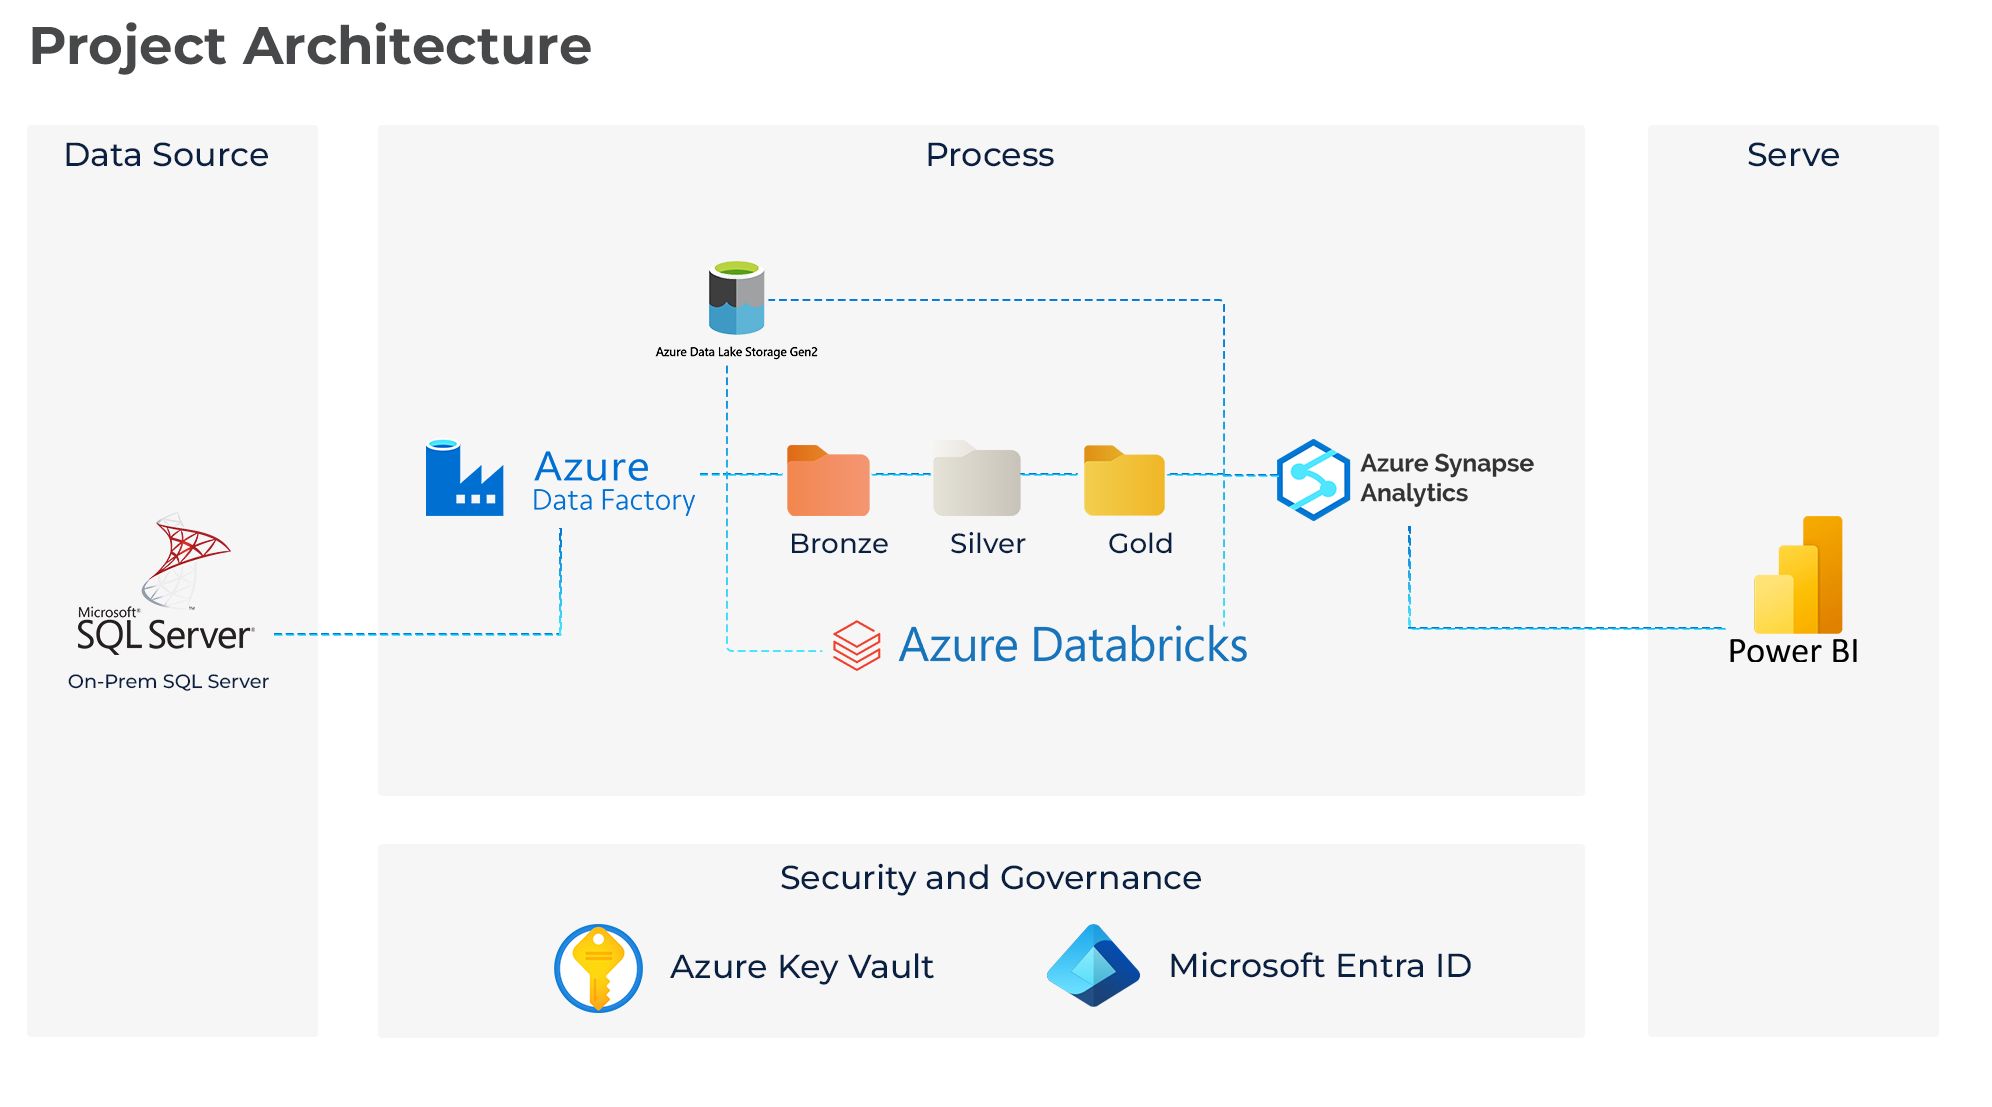 Project Architecture
Data Source
Process
Serve
Azure Data Lake Storage Gen2
Azure
Data Factory
Bronze
Silver
Gold
Azure Synapse
Analytics
Microsoft®
SQL Server®
™
On-Prem SQL Server
Azure Databricks
Power BI
Security and Governance
Azure Key Vault
Microsoft Entra ID